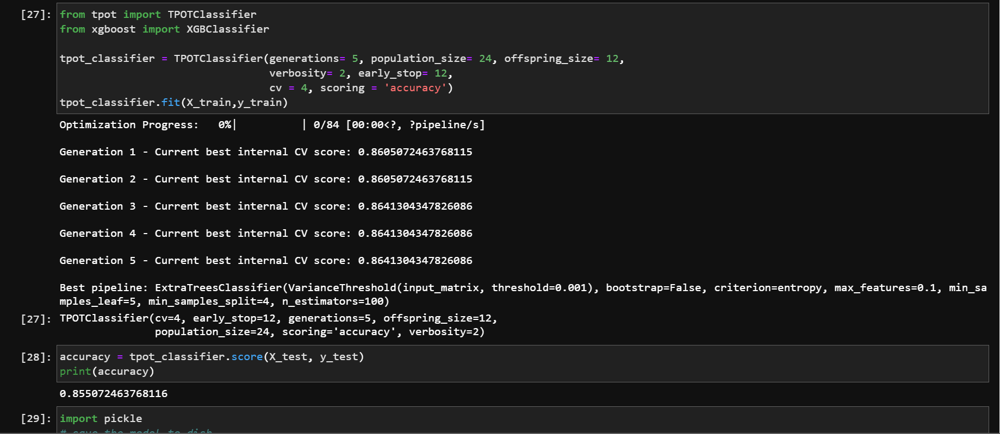 [27]: from tpot import TPOTClassifier
from xgboost import XGBClassifier
tpot_classifier = TPOTClassifier(generations= 5, population_size= 24, offspring_size= 12,
verbosity= 2, early_stop= 12,
cv = 4, scoring = 'accuracy')
tpot_classifier.fit(X_train,y_train)
Optimization Progress:   0%|          | 0/84 [00:00<?, ?pipeline/s]
Generation 1 - Current best internal CV score: 0.8605072463768115
Generation 2 - Current best internal CV score: 0.8605072463768115
Generation 3 - Current best internal CV score: 0.8641304347826086
Generation 4 - Current best internal CV score: 0.8641304347826086
Generation 5 - Current best internal CV score: 0.8641304347826086
Best pipeline: ExtraTreesClassifier(VarianceThreshold(input_matrix, threshold=0.001), bootstrap=False, criterion=entropy, max_features=0.1, min_sa
mples_leaf=5, min_samples_split=4, n_estimators=100)
[27]: TPOTClassifier(cv=4, early_stop=12, generations=5, offspring_size=12,
population_size=24, scoring='accuracy', verbosity=2)
[28]: accuracy = tpot_classifier.score(X_test, y_test)
print(accuracy)
0.855072463768116
[29]: import pickle
# save the model to disk